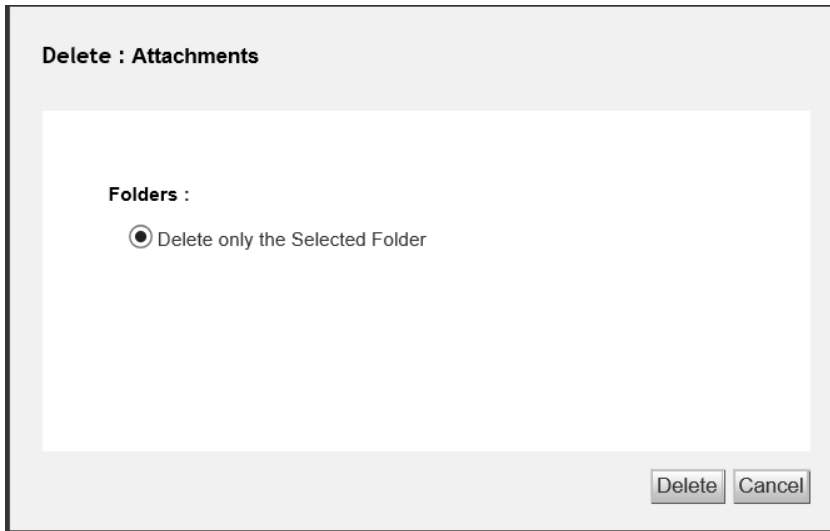 Delete : Attachments
Folders :
Delete only the Selected Folder
Delete Cancel